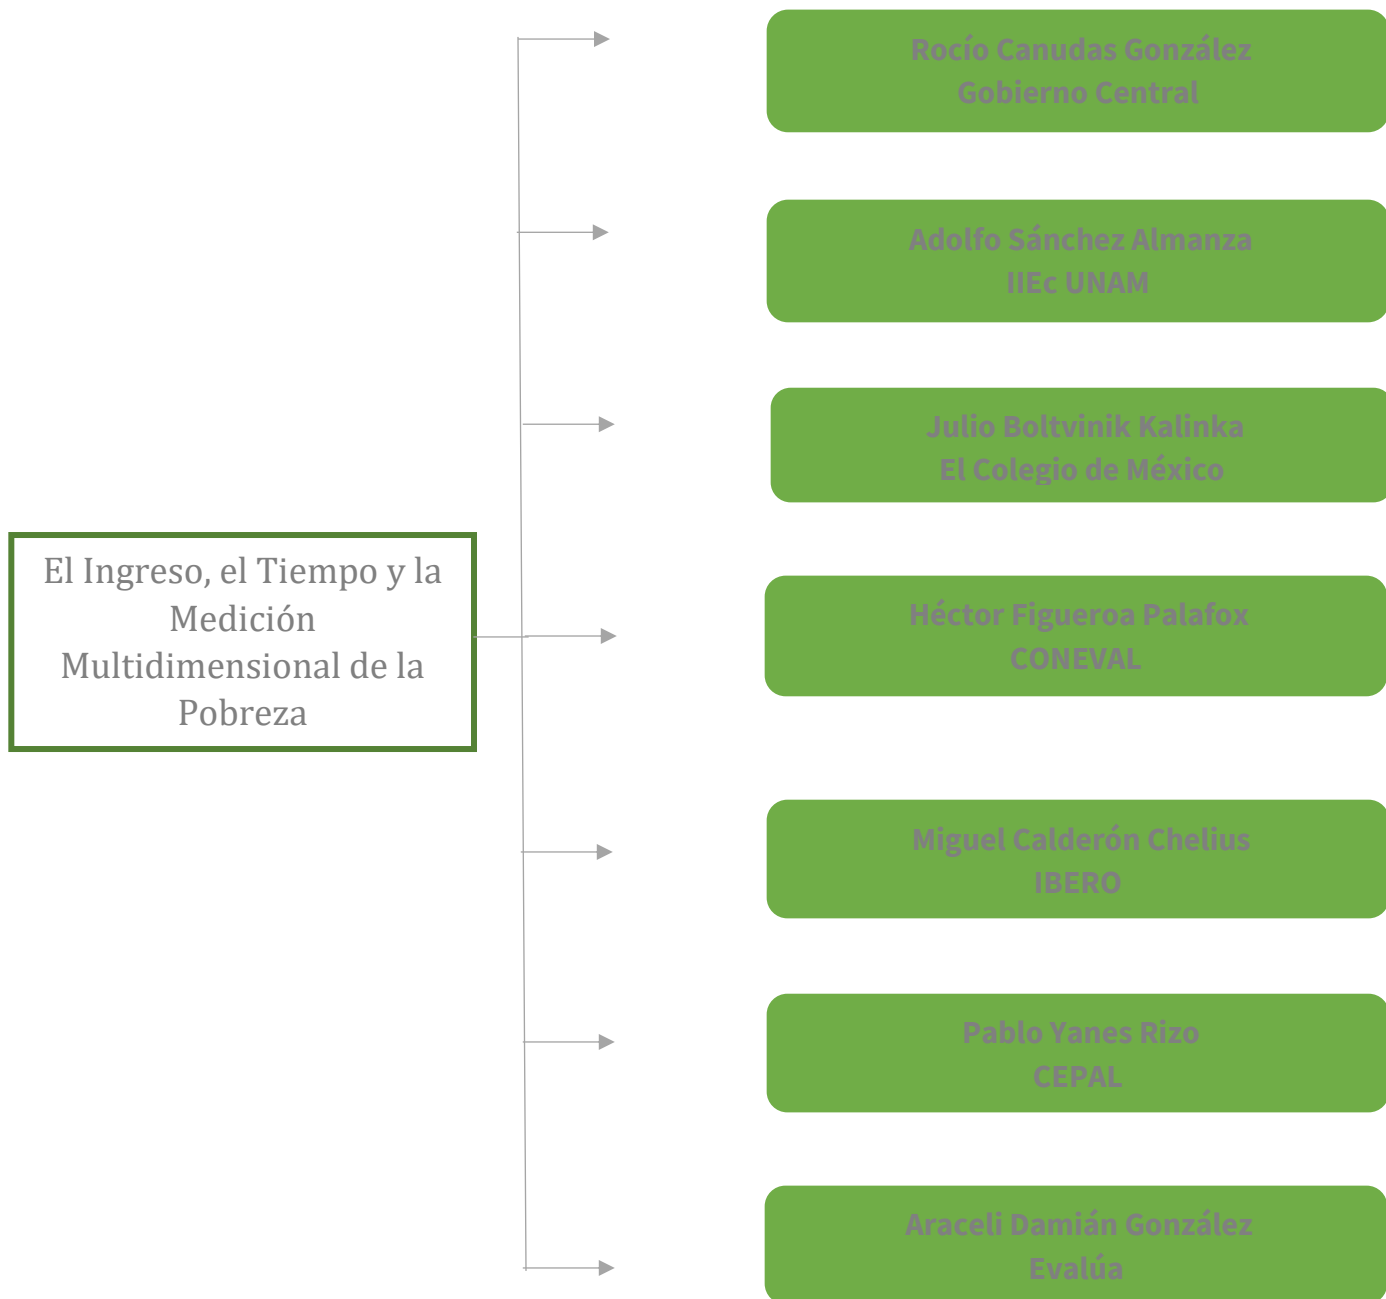 Rocío Canudas González
Gobierno Central
Adolfo Sánchez Almanza
IIEc UNAM
Julio Boltvinik Kalinka
El Colegio de México
El Ingreso, el Tiempo y la
Medición
Multidimensional de la
Pobreza
Héctor Figueroa Palafox
CONEVAL
Miguel Calderón Chelius
IBERO
Pablo Yanes Rizo
CEPAL
Araceli Damián González
Evalúa